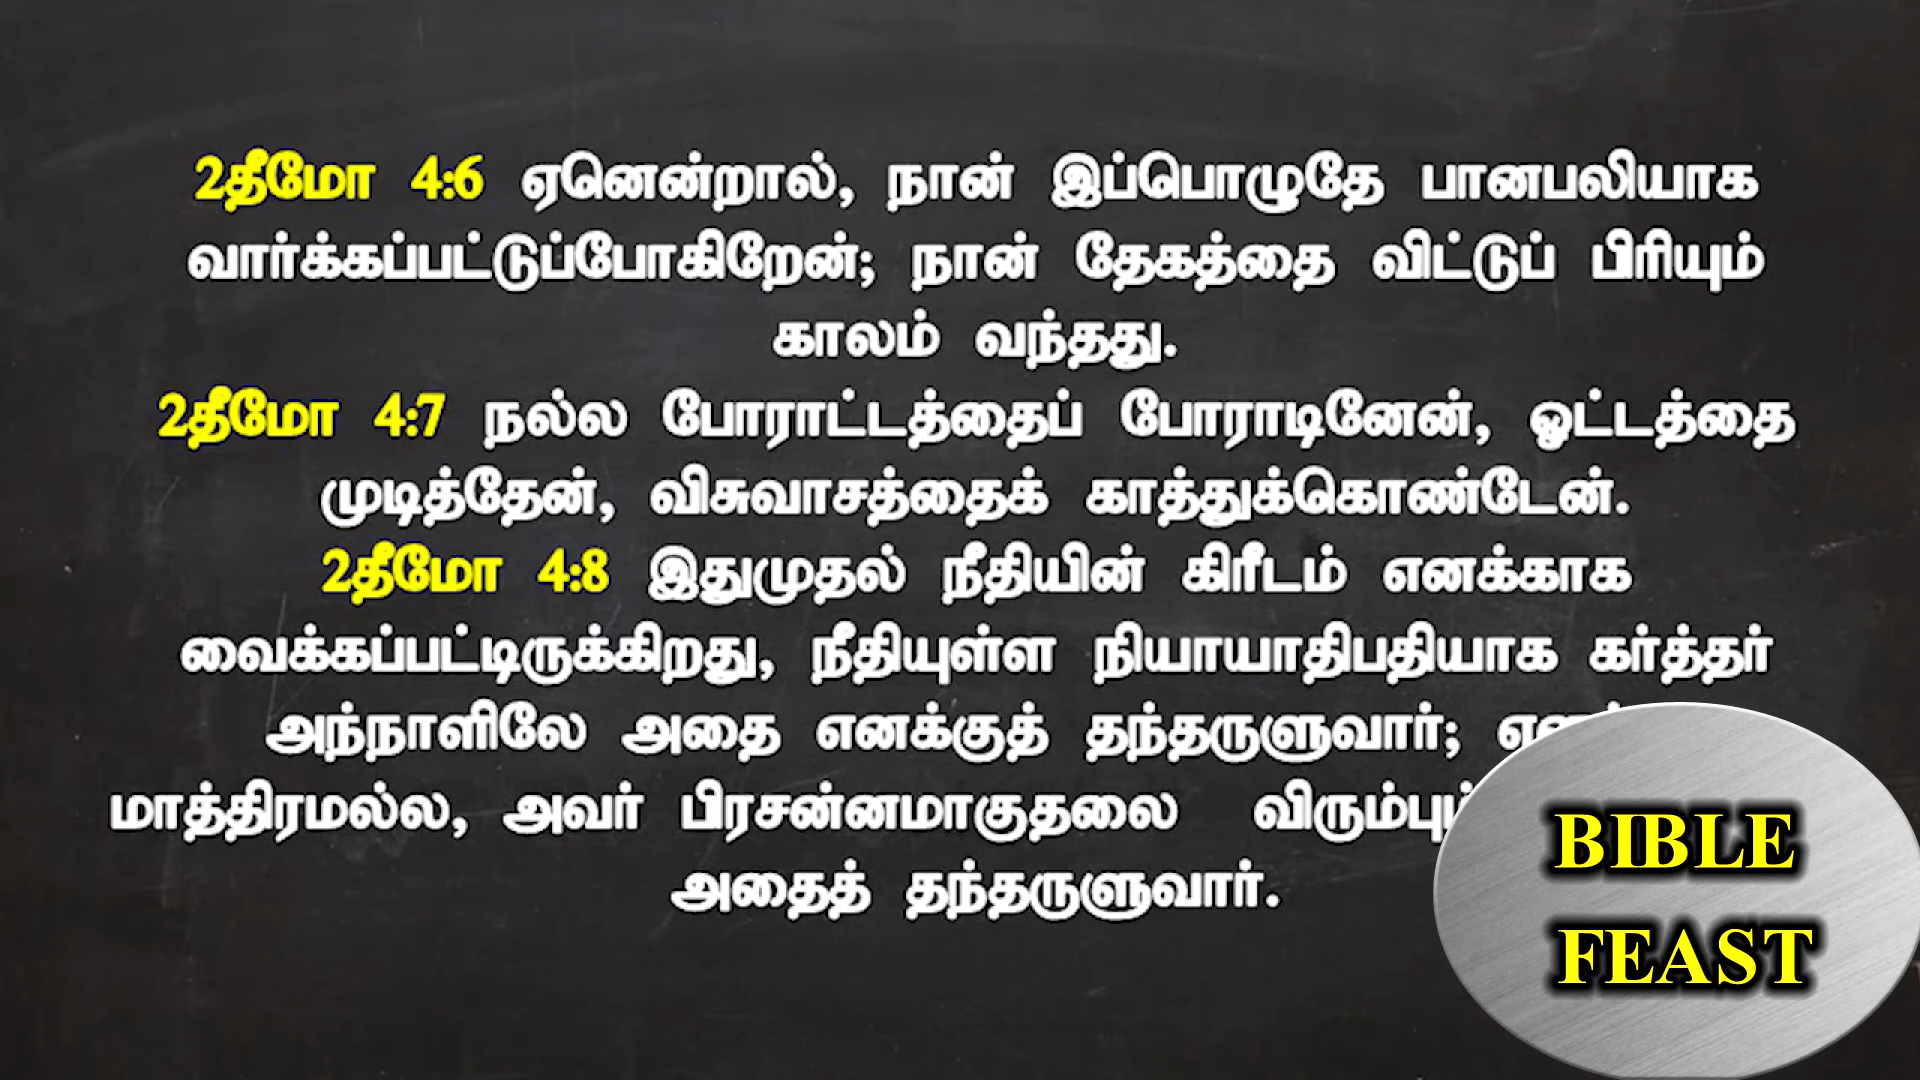 2தீமோ 4:6 ஏனென்றால், நான் இப்பொழுதே பானபலியாக
வார்க்கப்பட்டுப்போகிறேன்; நான் தேகத்தை விட்டுப் பிரியும்
காலம் வந்தது.
2தீமோ 4:7 நல்ல போராட்டத்தைப் போராடினேன், ஓட்டத்தை
முடித்தேன், விசுவாசத்தைக் காத்துக்கொண்டேன்.
2தீமோ 4:8 இதுமுதல் நீதியின் கிரீடம் எனக்காக
வைக்கப்பட்டிருக்கிறது, நீதியுள்ள நியாயாதிபதியாக கர்த்தர்
அந்நாளிலே அதை எனக்குத் தந்தருளுவார்;
மாத்திரமல்ல, அவர் பிரசன்னமாகுதலை
அதைத் தந்தருளுவார்.
BIBLE
FEAST